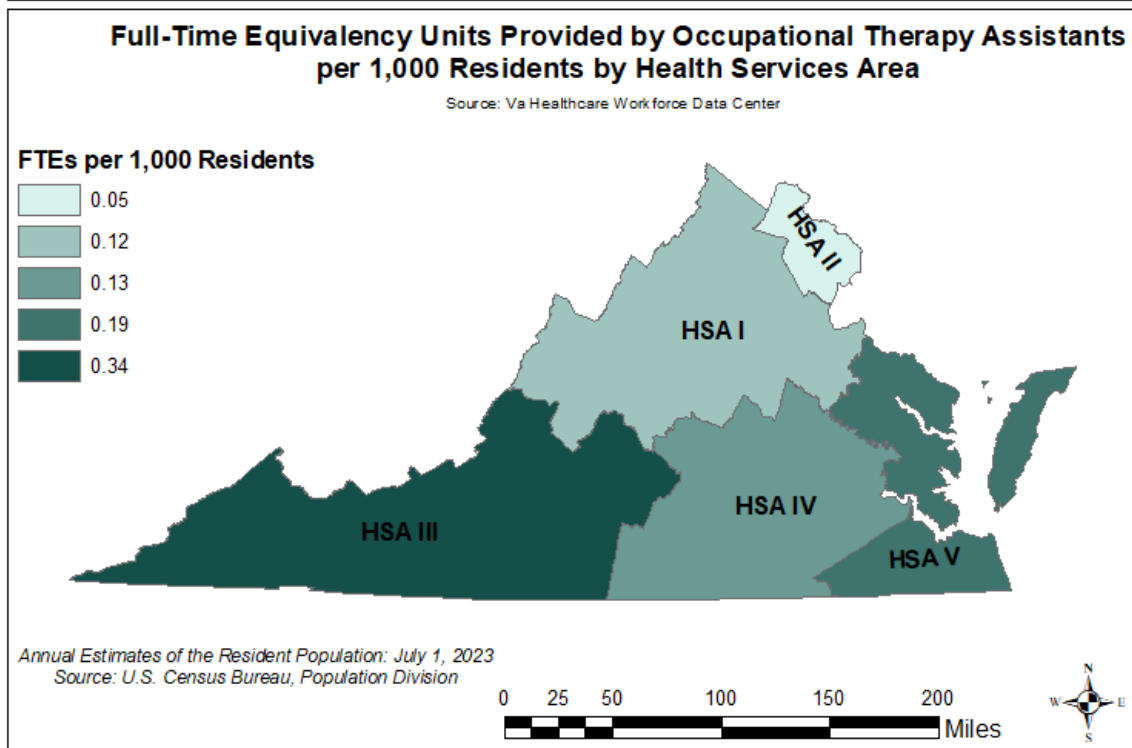 Full-Time Equivalency Units Provided by Occupational Therapy Assistants
per 1,000 Residents by Health Services Area
Source: Va Healthcare Workforce Data Center
FTEs per 1,000 Residents
0.05
0.12
0.13
0.19
0.34
HSA II
HSA I
HSA III
HSA IV
HSA V
Annual Estimates of the Resident Population: July 1, 2023
Source: U.S. Census Bureau, Population Division
0 25 50 100 150 200
Miles
N
W E
S